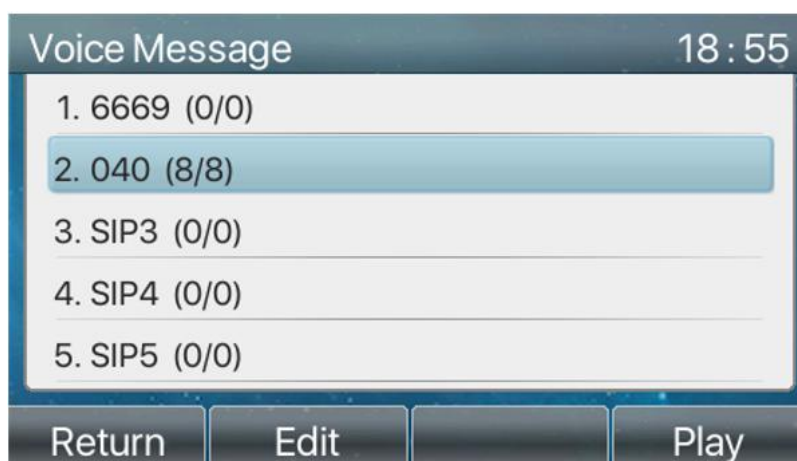 Voice Message 18:55
1. 6669 (0/0)
2. 040 (8/8)
3. SIP3 (0/0)
4. SIP4 (0/0)
5. SIP5 (0/0)
Return Edit Play